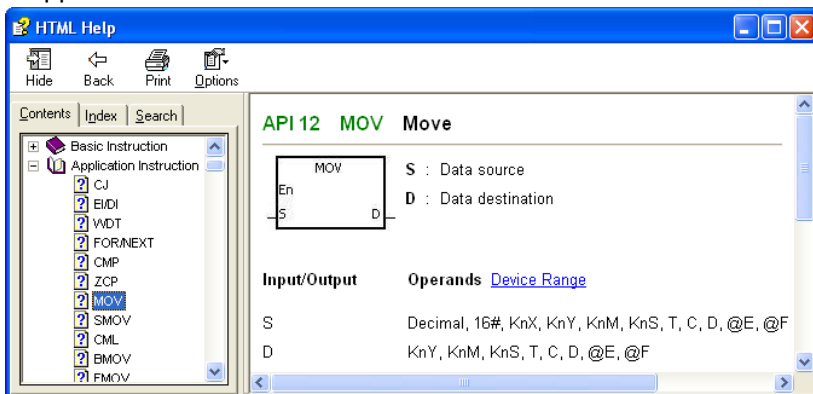 HTML Help
Hide Back Print Options
Contents Index Search
Basic Instruction
Application Instruction
CJ
EI/DI
WDT
FOR/NEXT
CMP
ZCP
MOV
SMOV
CML
BMOV
FMOV
API 12 MOV Move
MOV
En
S D
S : Data source
D : Data destination
Input/Output Operands Device Range
S Decimal, 16#, KnX, KnY, KnM, KnS, T, C, D, @E, @F
D KnY, KnM, KnS, T, C, D, @E, @F